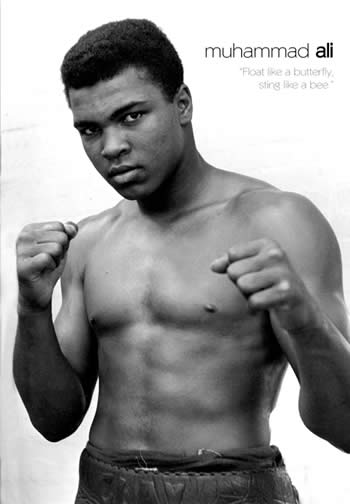 muhammad ali
"Float like a butterfly,
sting like a bee."